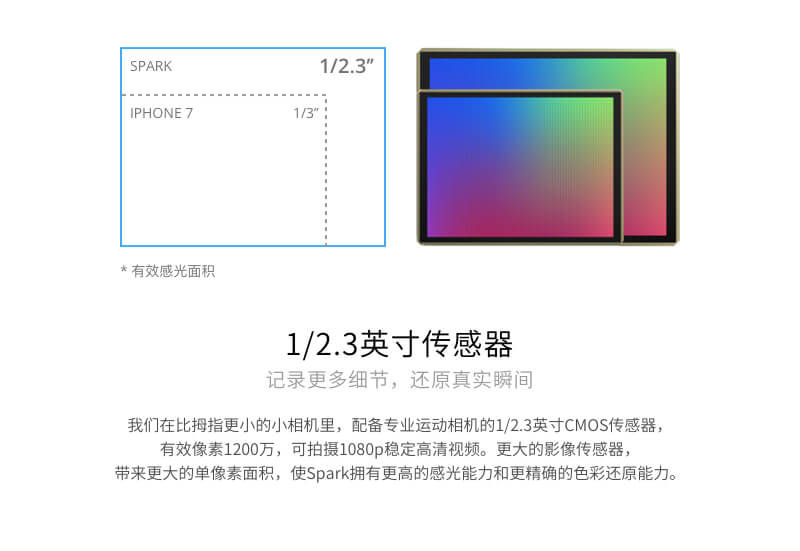 SPARK 1/2.3”
IPHONE 7 1/3”
* 有效感光面积
1/2.3英寸传感器
记录更多细节，还原真实瞬间
我们在比拇指更小的小相机里，配备专业运动相机的1/2.3英寸CMOS传感器，
有效像素1200万，可拍摄1080p稳定高清视频。更大的影像传感器，
带来更大的单像素面积，使Spark拥有更高的感光能力和更精确的色彩还原能力。